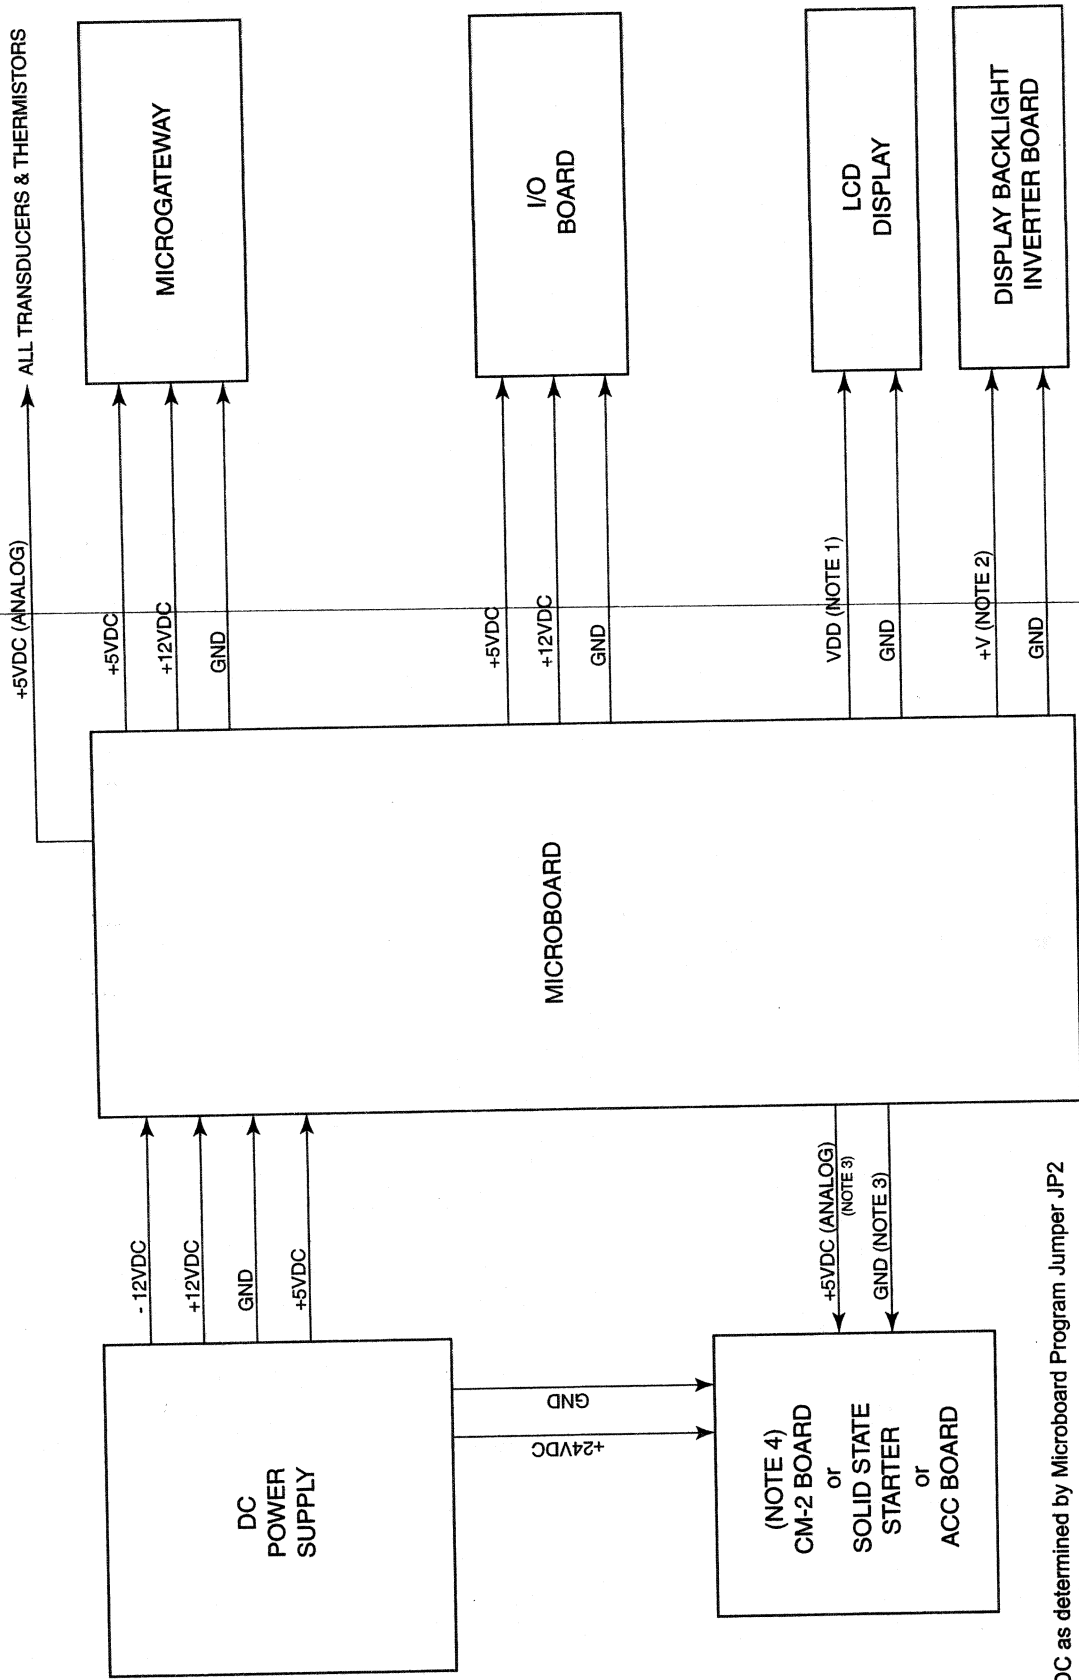 +5VDC (ANALOG)
ALL TRANSDUCERS & THERMISTORS
DC
POWER
SUPPLY
- 12VDC
+12VDC
GND
+5VDC
GND
+24VDC
(NOTE 4)
CM-2 BOARD
or
SOLID STATE
STARTER
or
ACC BOARD
+5VDC (ANALOG)
(NOTE 3)
GND (NOTE 3)
MICROBOARD
+5VDC
+12VDC
GND
MICROGATEWAY
+5VDC
+12VDC
GND
I/O
BOARD
VDD (NOTE 1)
GND
LCD
DISPLAY
+V (NOTE 2)
GND
DISPLAY BACKLIGHT
INVERTER BOARD
DC as determined by Microboard Program Jumper JP2